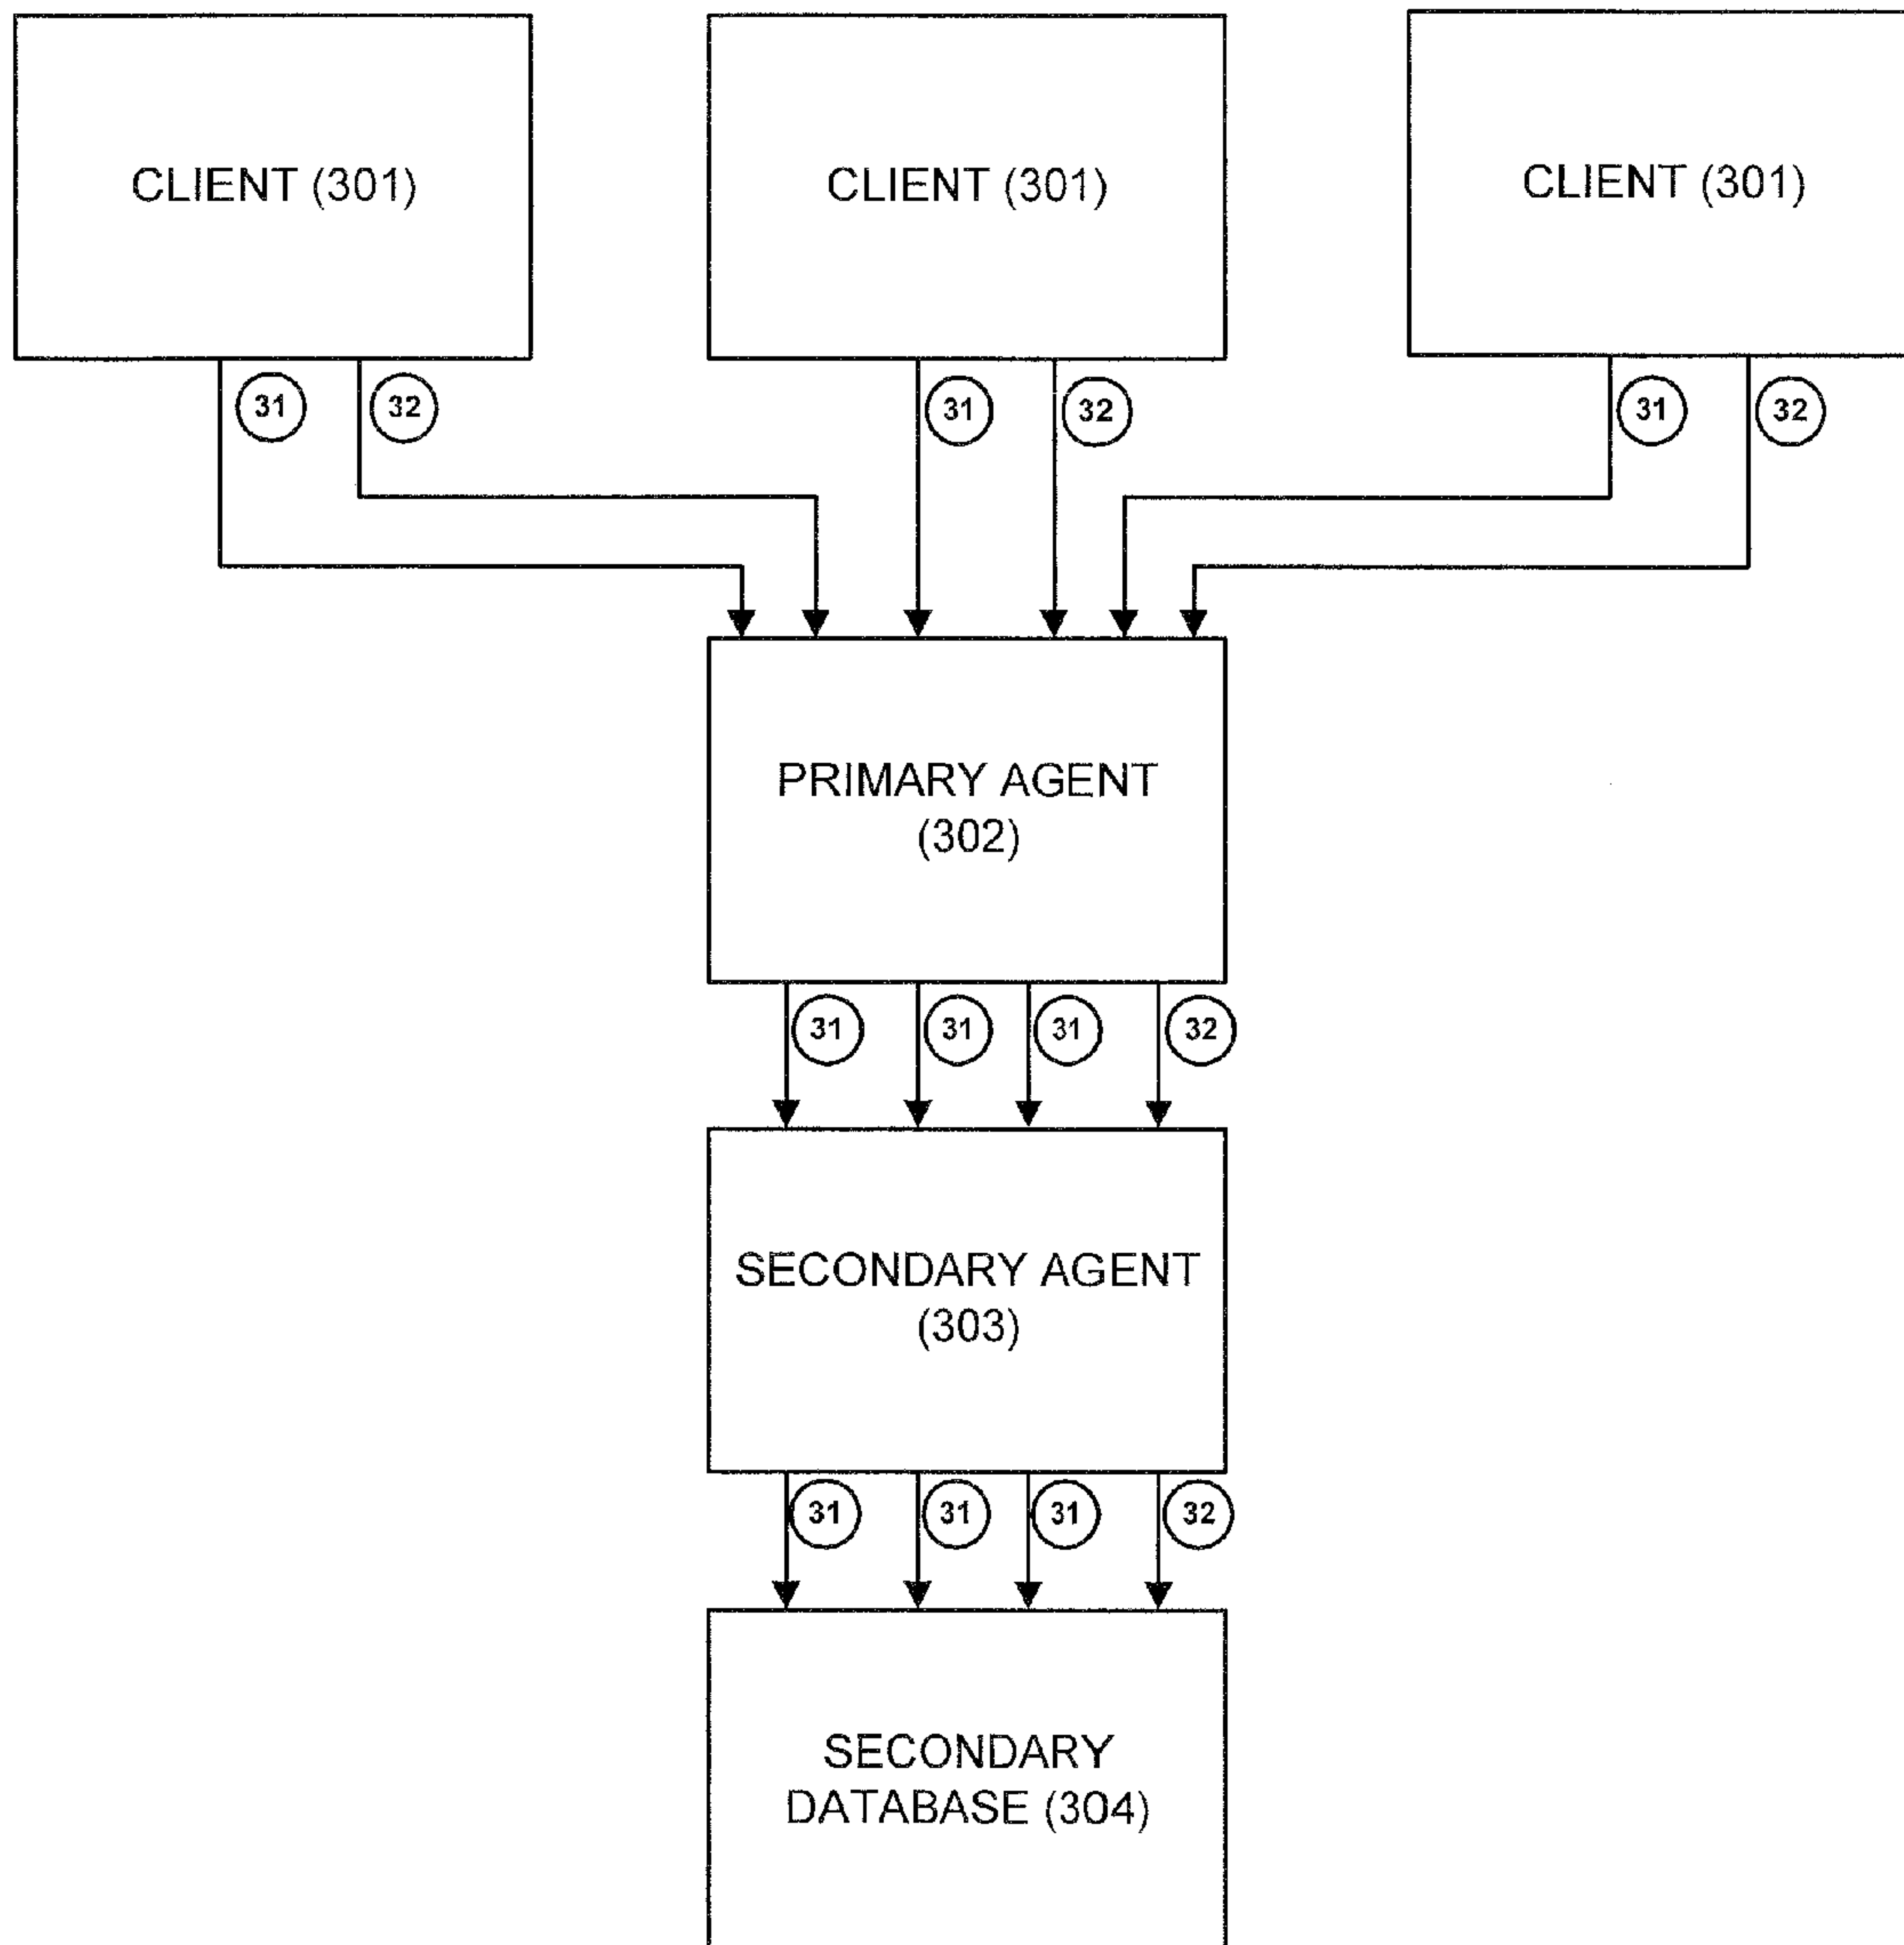 CLIENT (301)
CLIENT (301)
CLIENT (301)
31
32
31
32
31
32
PRIMARY AGENT
(302)
31
31
31
32
SECONDARY AGENT
(303)
31
31
31
32
SECONDARY
DATABASE (304)